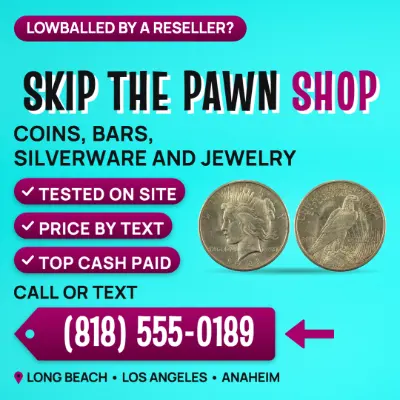 LOWBALLED BY A RESELLER?
SKIP THE PAWN SHOP
COINS, BARS,
SILVERWARE AND JEWELRY
TESTED ON SITE
PRICE BY TEXT
TOP CASH PAID
CALL OR TEXT
(818) 555-0189
LONG BEACH • LOS ANGELES • ANAHEIM